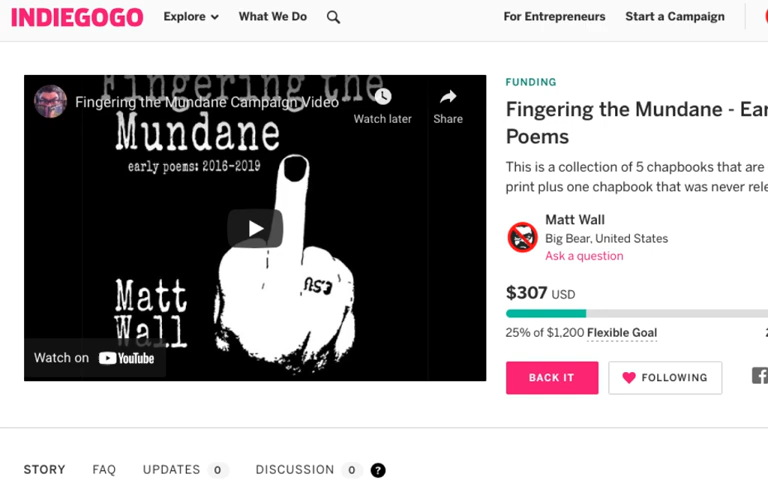 INDIEGOGO Explore What We Do For Entrepreneurs Start a Campaign
Fingering the
Fingering the Mundane Campaign Video
Watch later
Share
Mundane
early poems: 2016-2019
Matt
Wall
Watch on YouTube
FUNDING
Fingering the Mundane - Ear
Poems
This is a collection of 5 chapbooks that are
print plus one chapbook that was never rele
Matt Wall
Big Bear, United States
Ask a question
$307 USD
25% of $1,200 Flexible Goal
BACK IT
FOLLOWING
STORY FAQ UPDATES 0 DISCUSSION 0 ?